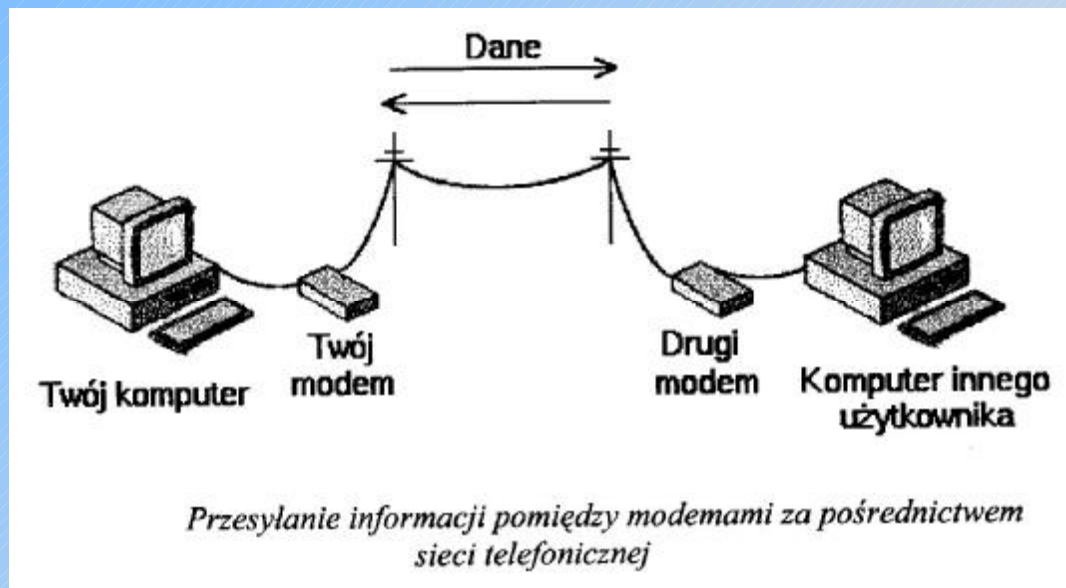 Dane
Twój
modem
Drugi
modem
Twój komputer
Komputer innego
użytkownika
Przesyłanie informacji pomiędzy modemami za pośrednictwem
sieci telefonicznej